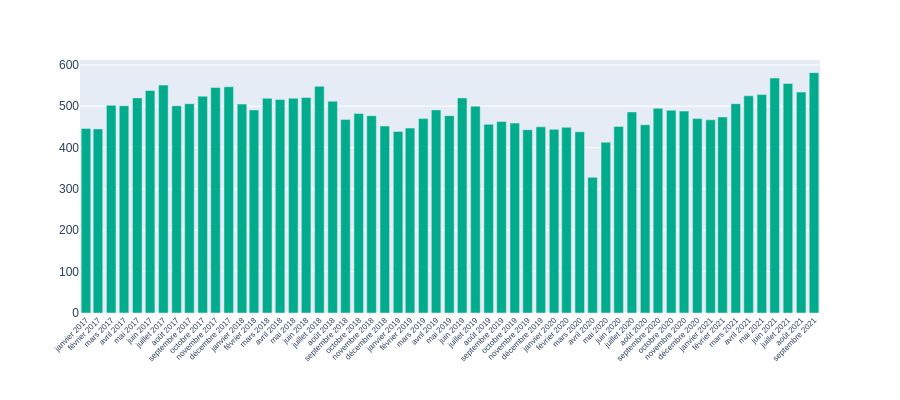 600
500
400
300
200
100
0
janvier 2017
février 2017
mars 2017
avril 2017
mai 2017
juin 2017
juillet 2017
août 2017
septembre 2017
octobre 2017
novembre 2017
décembre 2017
janvier 2018
février 2018
mars 2018
avril 2018
mai 2018
juin 2018
juillet 2018
août 2018
septembre 2018
octobre 2018
novembre 2018
décembre 2018
janvier 2019
février 2019
mars 2019
avril 2019
mai 2019
juin 2019
juillet 2019
août 2019
septembre 2019
octobre 2019
novembre 2019
décembre 2019
janvier 2020
février 2020
mars 2020
avril 2020
mai 2020
juin 2020
juillet 2020
août 2020
septembre 2020
octobre 2020
novembre 2020
décembre 2020
janvier 2021
février 2021
mars 2021
avril 2021
mai 2021
juin 2021
juillet 2021
août 2021
septembre 2021